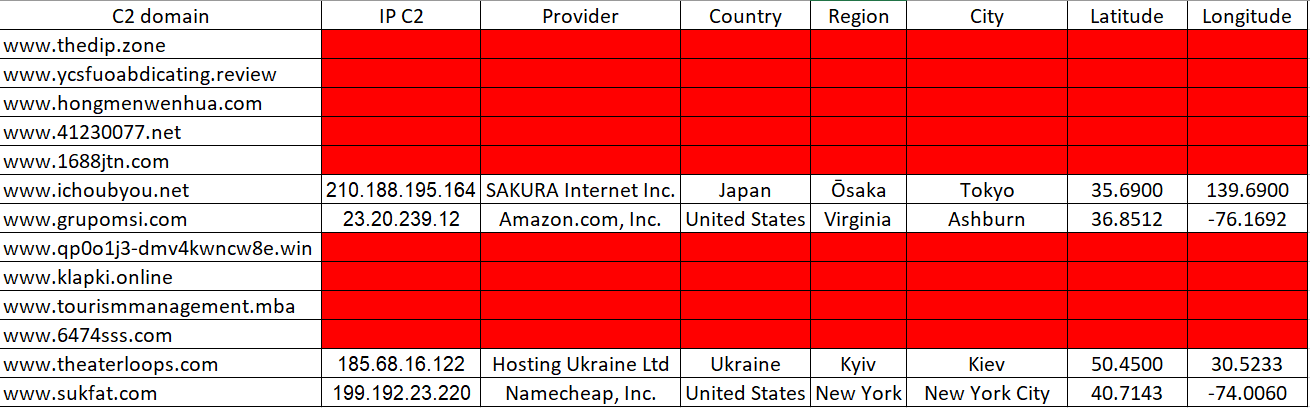 C2 domain IP C2 Provider Country Region City Latitude Longitude
www.thedip.zone
www.ycsfuoabdicating.review
www.hongmenwenhua.com
www.41230077.net
www.1688jtn.com
www.ichoubyou.net 210.188.195.164 SAKURA Internet Inc. Japan Ōsaka Tokyo 35.6900 139.6900
www.grupomsi.com 23.20.239.12 Amazon.com, Inc. United States Virginia Ashburn 36.8512 -76.1692
www.qp0o1j3-dmv4kwncw8e.win
www.klapki.online
www.tourismmanagement.mba
www.6474sss.com
www.theaterloops.com 185.68.16.122 Hosting Ukraine Ltd Ukraine Kyiv Kiev 50.4500 30.5233
www.sukfat.com 199.192.23.220 Namecheap, Inc. United States New York New York City 40.7143 -74.0060